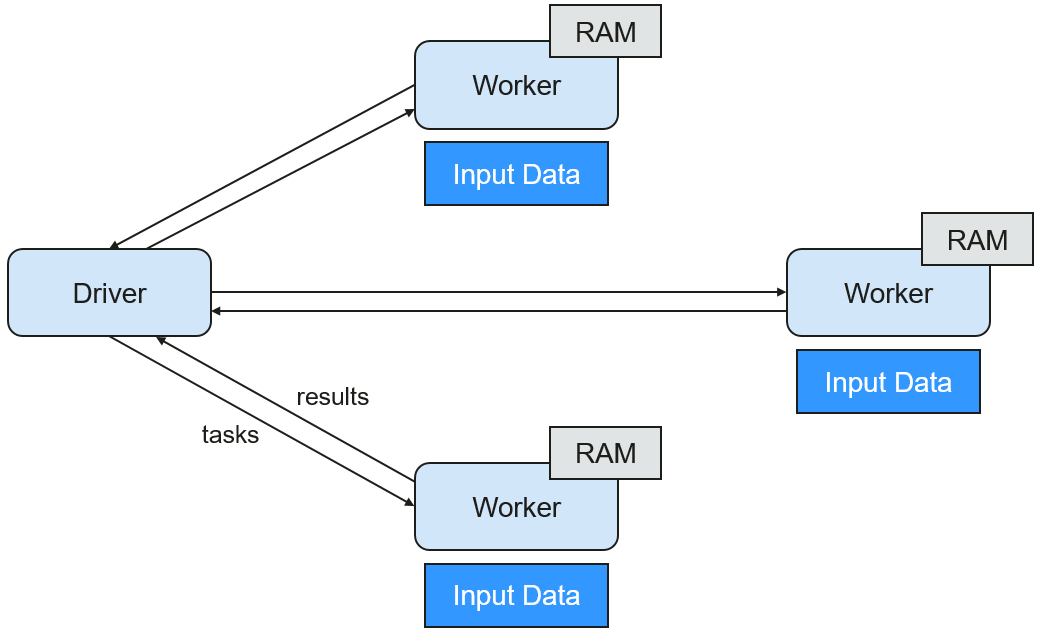 RAM
Worker
Input Data
RAM
Driver
Worker
Input Data
results
tasks
RAM
Worker
Input Data